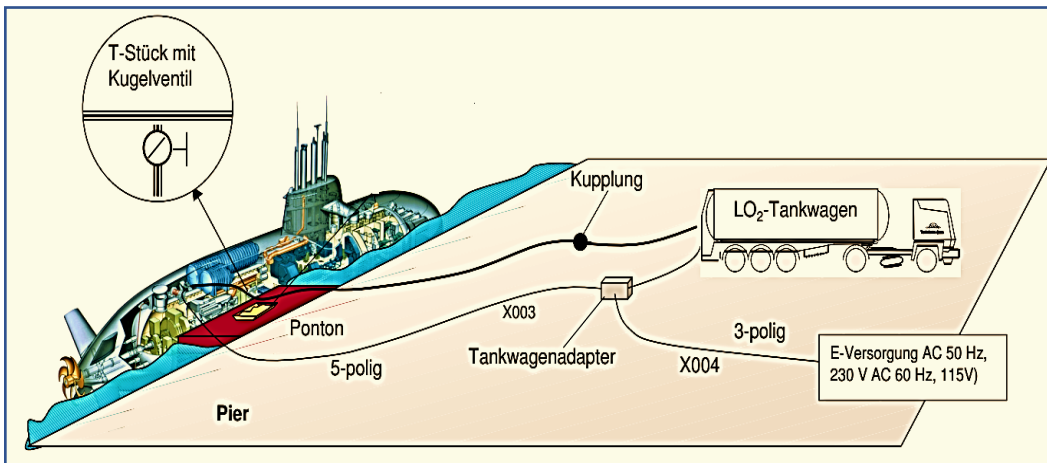 T-Stück mit
Kugelventil
Kupplung
LO₂-Tankwagen
X003
Ponton
3-polig
Tankwagenadapter
5-polig
X004
E-Versorgung AC 50 Hz,
230 V AC 60 Hz, 115V)
Pier